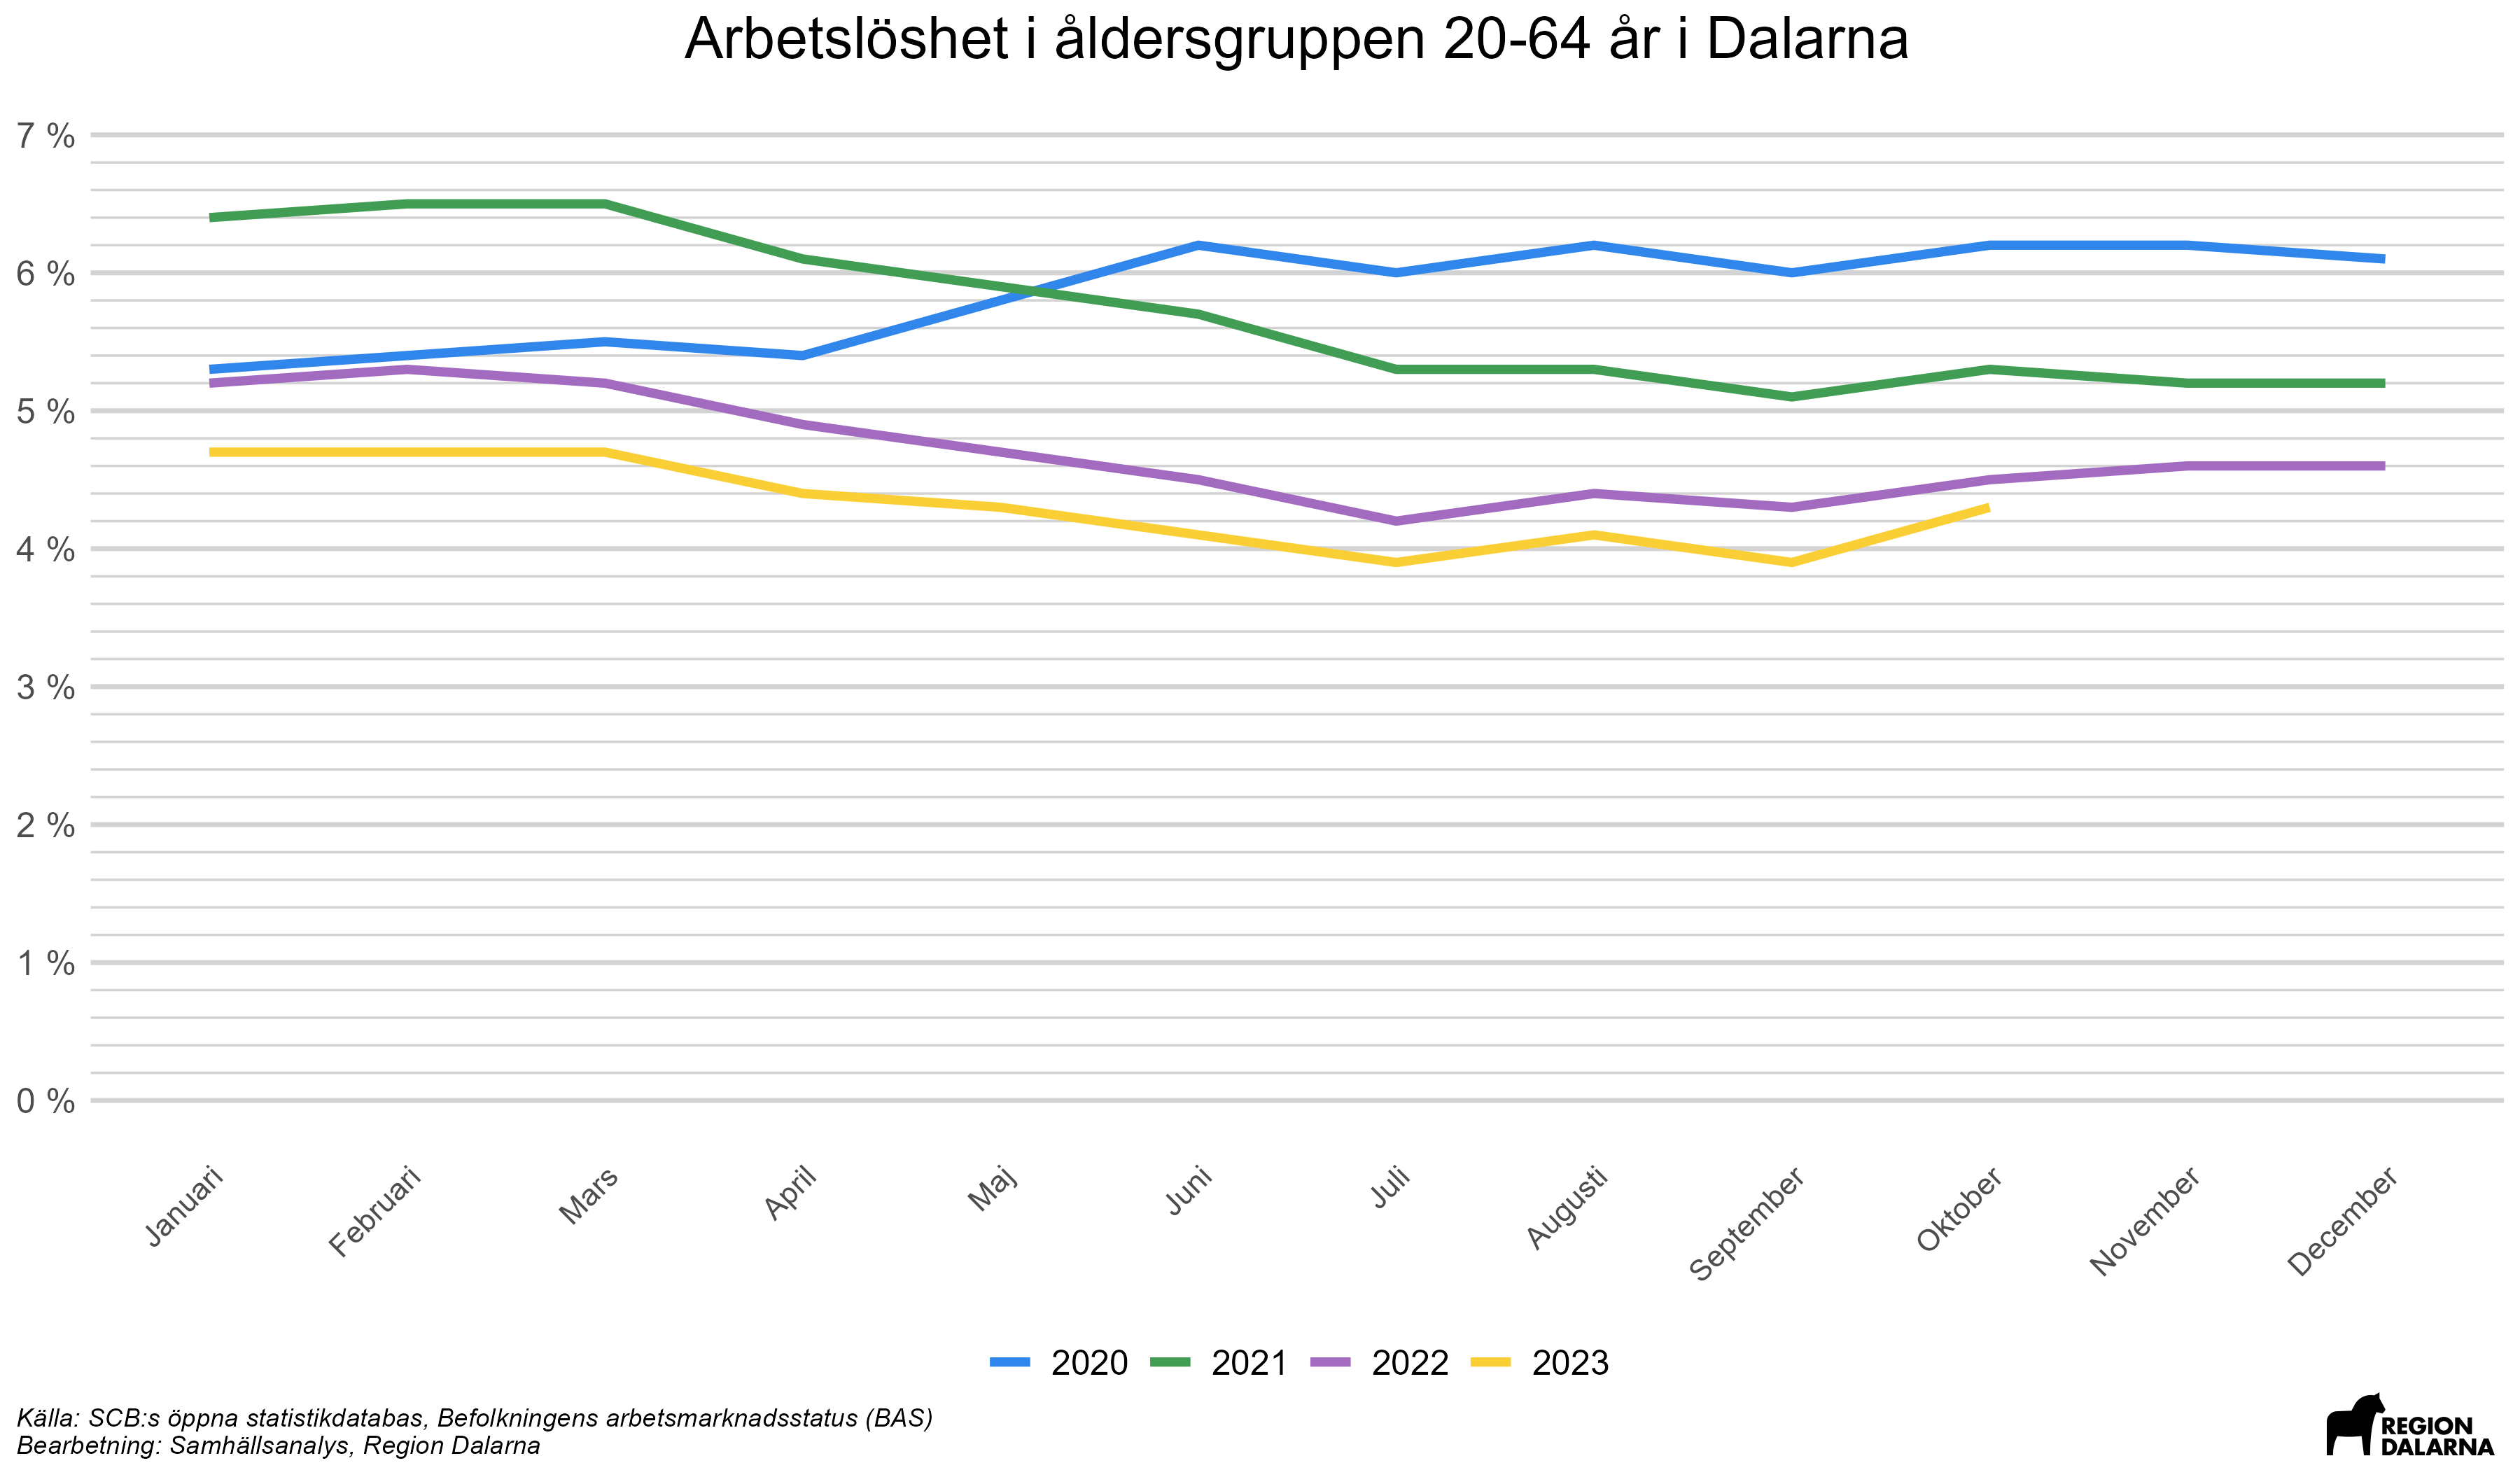 Arbetslöshet i åldersgruppen 20-64 år i Dalarna
7 %
6 %
5 %
4 %
3 %
2 %
1 %
0 %
Januari
Februari
Mars
April
Maj
Juni
Juli
Augusti
September
Oktober
November
December
2020 2021 2022 2023
Källa: SCB:s öppna statistikdatabas, Befolkningens arbetsmarknadsstatus (BAS)
Bearbetning: Samhällsanalys, Region Dalarna
REGION
DALARNA